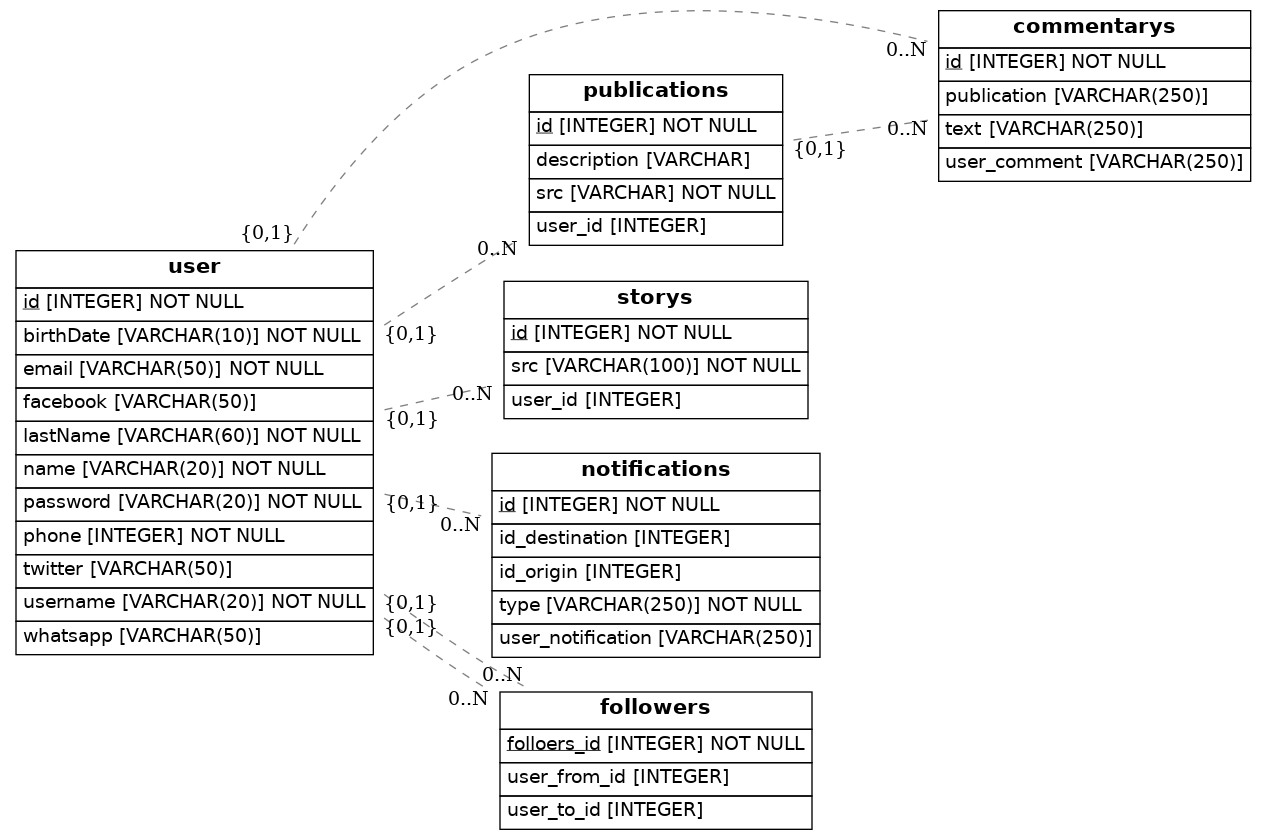 commentarys
id [INTEGER] NOT NULL
publication [VARCHAR(250)]
text [VARCHAR(250)]
user_comment [VARCHAR(250)]
0..N
0..N
publications
id [INTEGER] NOT NULL
description [VARCHAR]
src [VARCHAR] NOT NULL
user_id [INTEGER]
{0,1}
{0,1}
0..N
user
id [INTEGER] NOT NULL
birthDate [VARCHAR(10)] NOT NULL
email [VARCHAR(50)] NOT NULL
facebook [VARCHAR(50)]
lastName [VARCHAR(60)] NOT NULL
name [VARCHAR(20)] NOT NULL
password [VARCHAR(20)] NOT NULL
phone [INTEGER] NOT NULL
twitter [VARCHAR(50)]
username [VARCHAR(20)] NOT NULL
whatsapp [VARCHAR(50)]
{0,1}
{0,1}
{0,1}
{0,1}
{0,1}
storys
id [INTEGER] NOT NULL
src [VARCHAR(100)] NOT NULL
user_id [INTEGER]
0..N
notifications
id [INTEGER] NOT NULL
id_destination [INTEGER]
id_origin [INTEGER]
type [VARCHAR(250)] NOT NULL
user_notification [VARCHAR(250)]
0..N
0..N
0..N
followers
folloers_id [INTEGER] NOT NULL
user_from_id [INTEGER]
user_to_id [INTEGER]